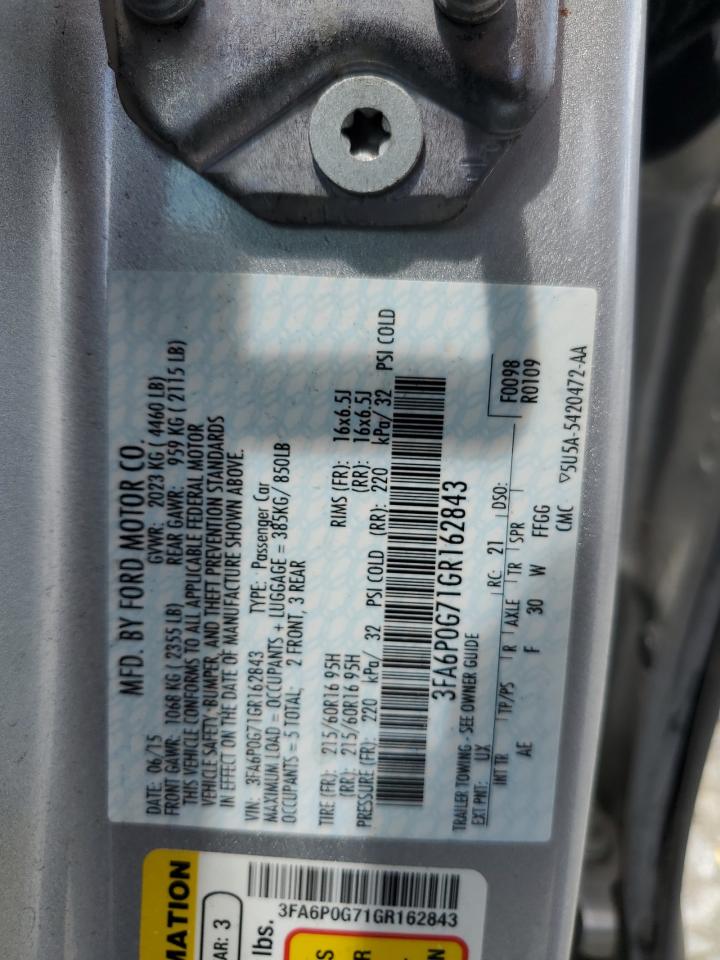 MFD. BY FORD MOTOR CO.
DATE: 06/15 GVWR: 2023 KG ( 4460 LB)
FRONT GAWR: 1068 KG ( 2355 LB) REAR GAWR: 959 KG ( 2115 LB)
THIS VEHICLE CONFORMS TO ALL APPLICABLE FEDERAL MOTOR
VEHICLE SAFETY, BUMPER, AND THEFT PREVENTION STANDARDS
IN EFFECT ON THE DATE OF MANUFACTURE SHOWN ABOVE.
VIN: 3FA6P0G71GR162843 TYPE: Passenger Car
MAXIMUM LOAD = OCCUPANTS + LUGGAGE = 385KG/ 850LB
OCCUPANTS = 5 TOTAL; 2 FRONT, 3 REAR
TIRE (FR): 215/60R16 95H RIMS (FR): 16x6.5J
(RR): 215/60R16 95H (RR): 16x6.5J
PRESSURE (FR): 220 kPa/ 32 PSI COLD (RR): 220 kPa/ 32 PSI COLD
3FA6P0G71GR162843
TRAILER TOWING - SEE OWNER GUIDE
F0098
R0109
EXT PNT: UX RC: 21 DSO:
INT TR TP/PS R AXLE TR SPR
AE F 30 W FFGG
CMC ▽5U5A-5420472-AA
MATION
AR: 3
lbs.
3FA6P0G71GR162843